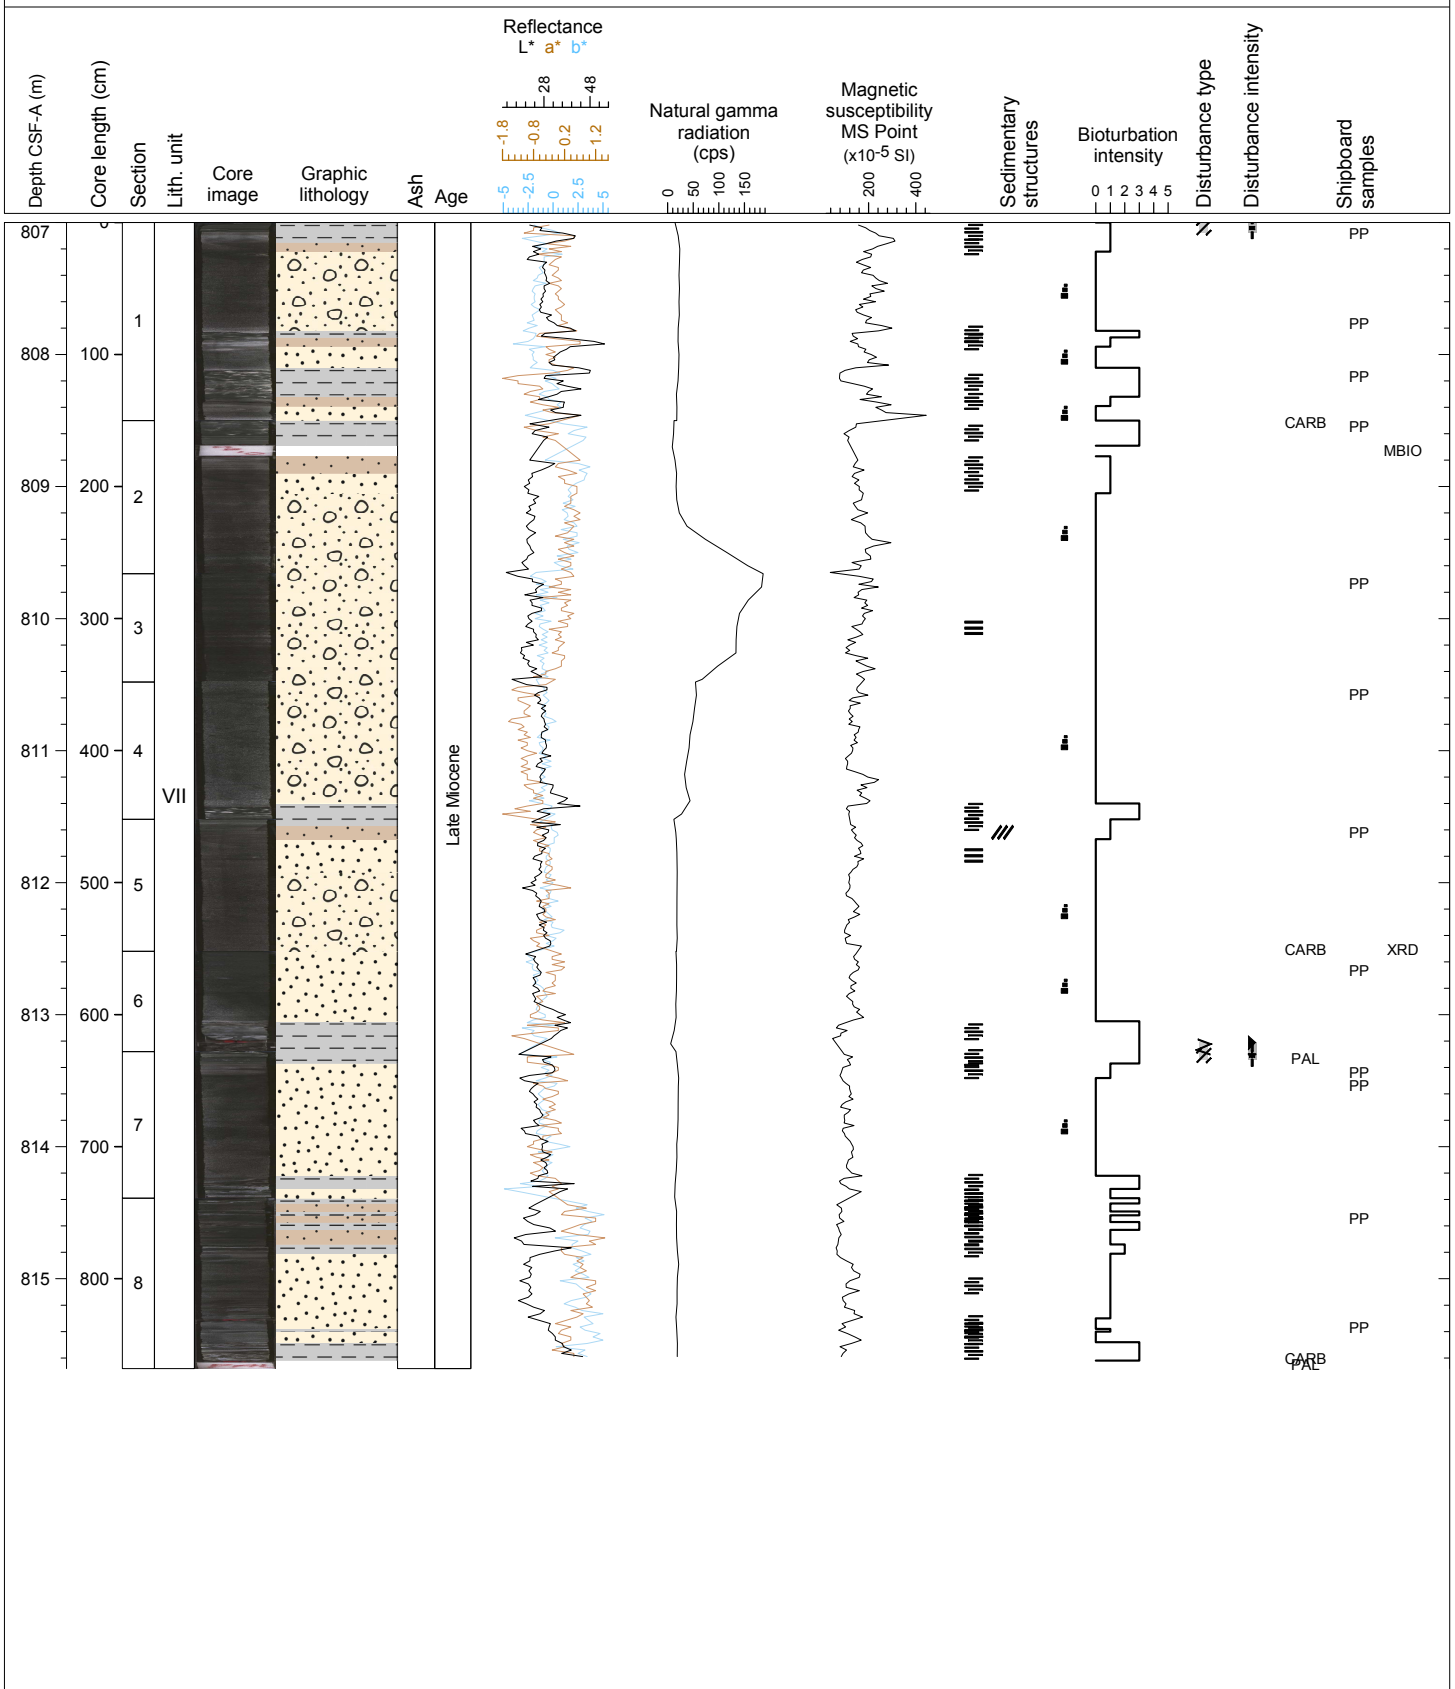 Depth CSF-A (m)
Core length (cm)
Section
Lith. unit
Core
image
Graphic
lithology
Ash
Age
Reflectance
L* a* b*
28 48
-1.8 -0.8 0.2 1.2
-5 -2.5 0 2.5 5
Natural gamma
radiation
(cps)
0 50 100 150
Magnetic
susceptibility
MS Point
(x10-5 SI)
200 400
Sedimentary
structures
Bioturbation
intensity
0 1 2 3 4 5
Disturbance type
Disturbance intensity
Shipboard
samples
807 0 PP
1 PP
808 100
PP
CARB PP
MBIO
809 200
2
PP
810 300 3
PP
811 400 4
VII
Late Miocene
PP
812 500 5
CARB XRD
PP
6
813 600
PAL
PP
PP
7
814 700
PP
815 800 8
PP
CARB
PAL